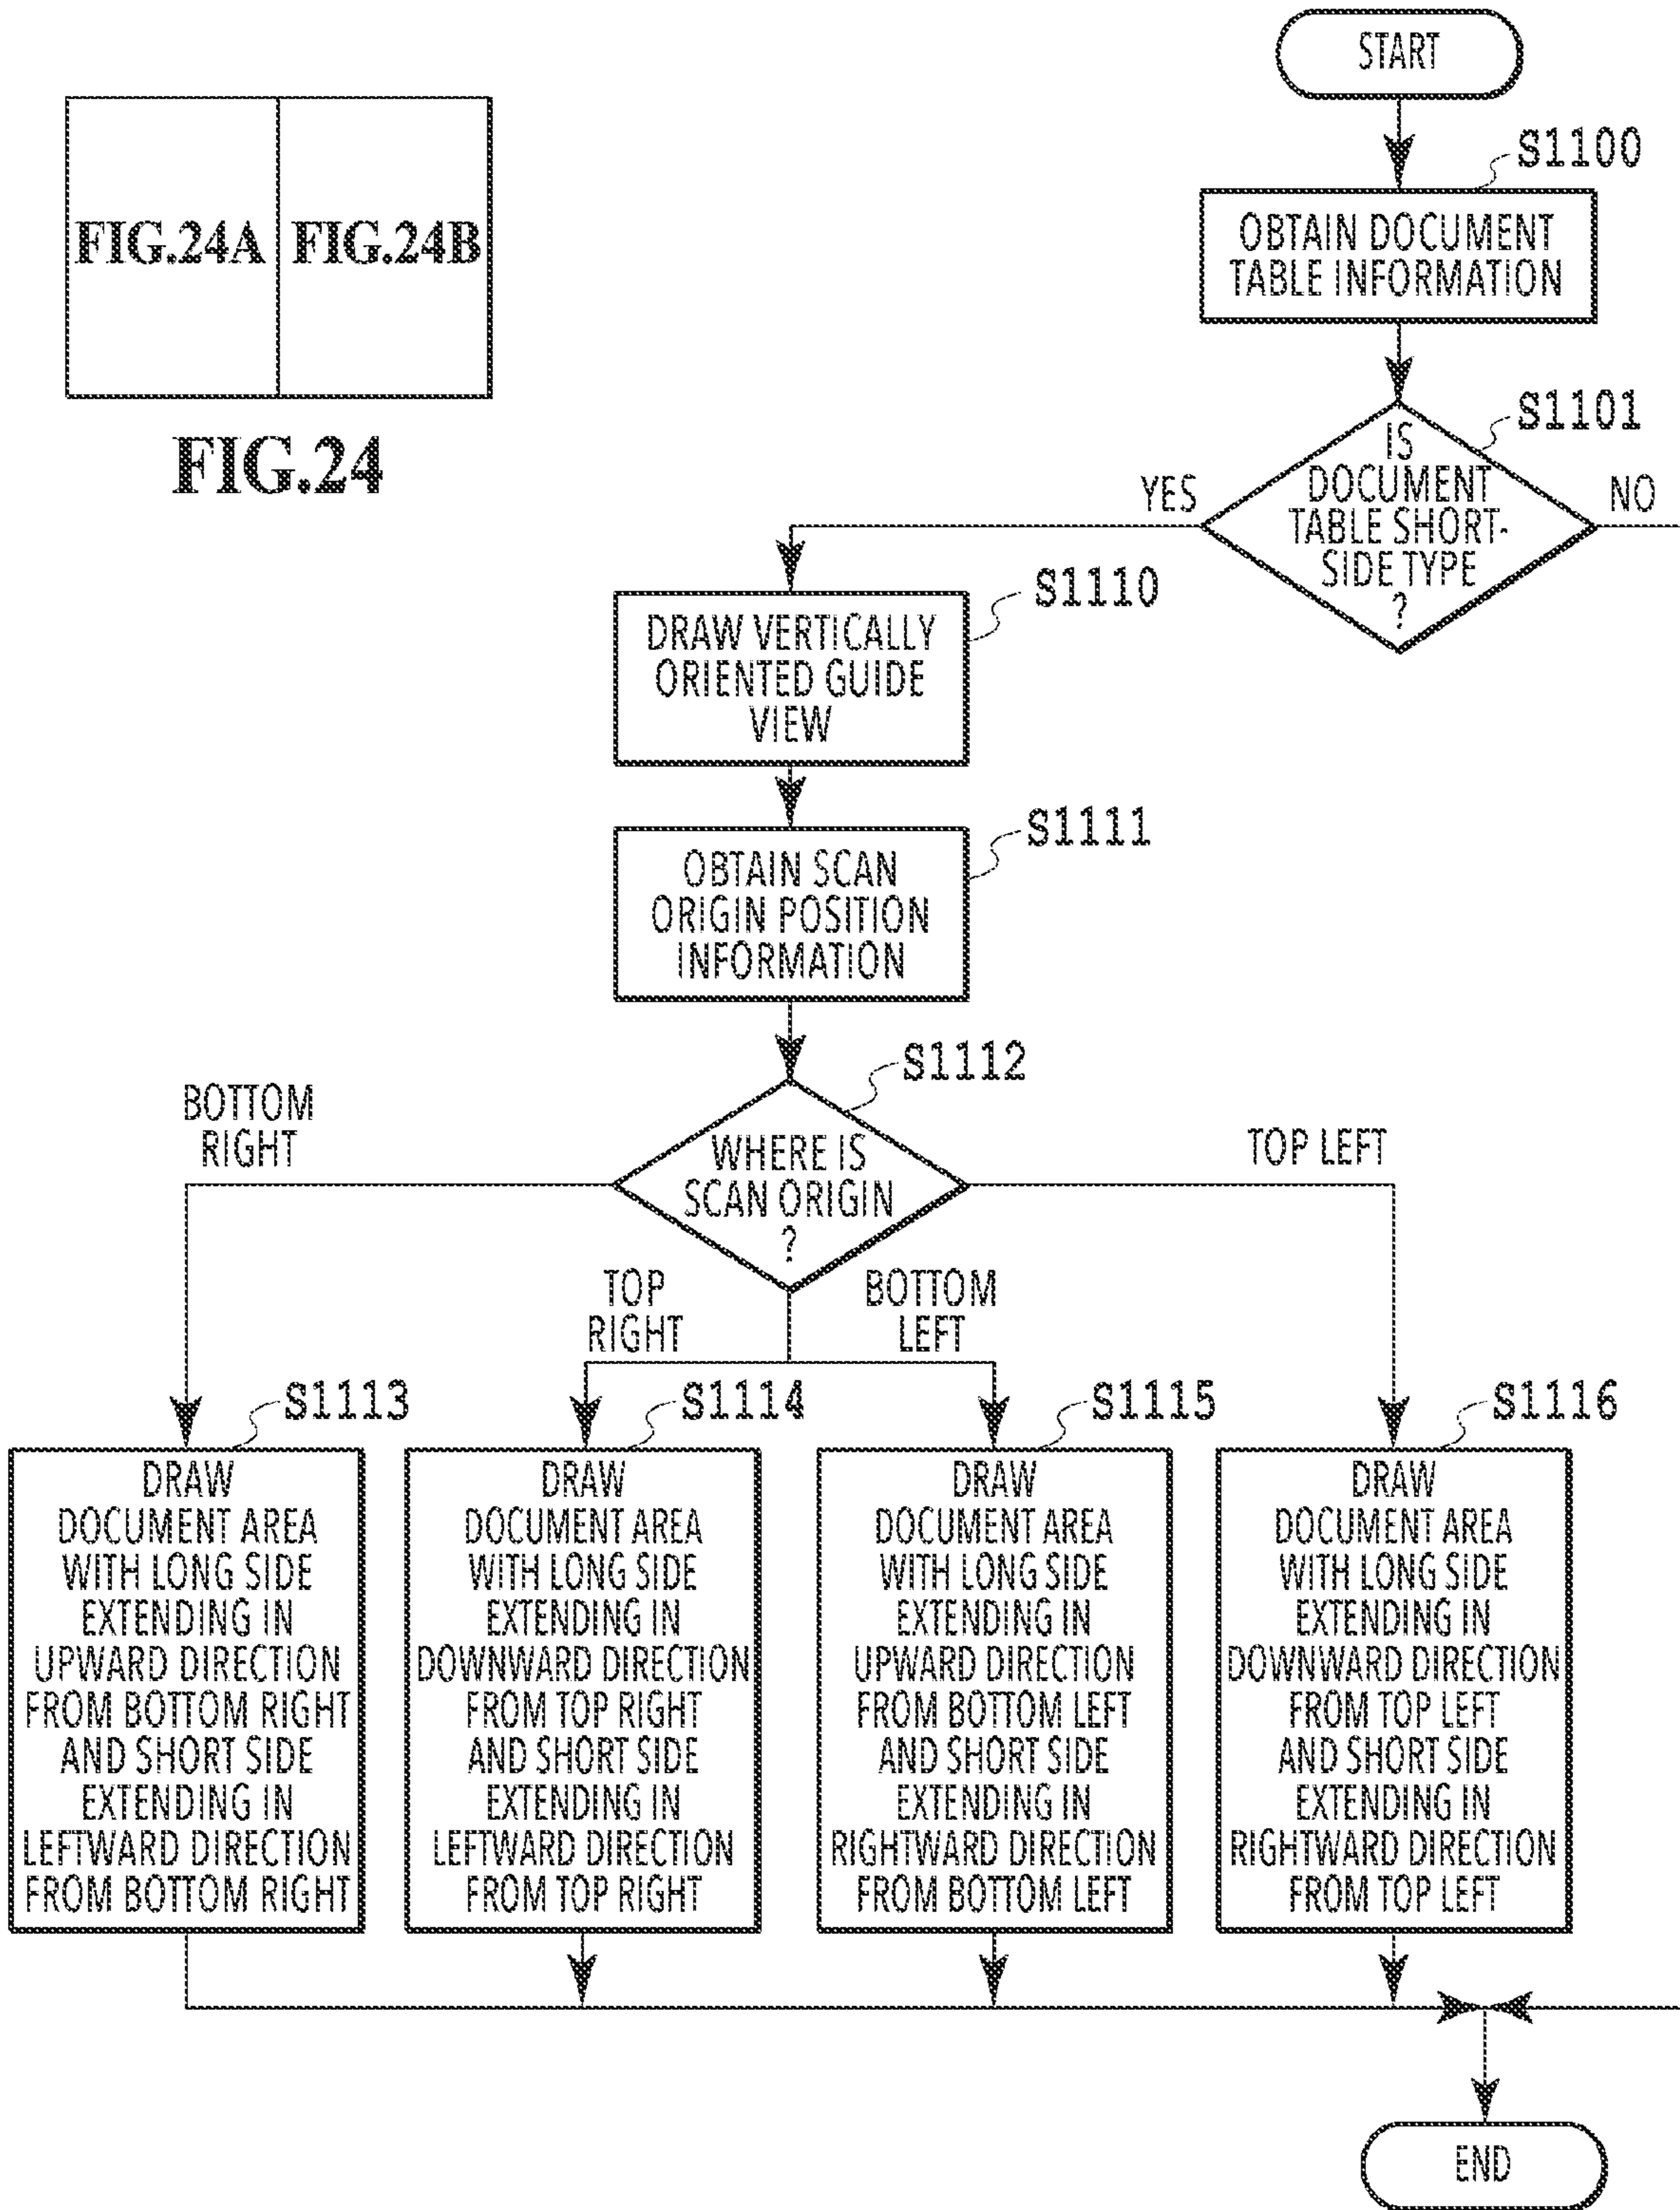 START
S1100
OBTAIN DOCUMENT
TABLE INFORMATION
FIG.24A
FIG.24B
FIG.24
S1101
IS
DOCUMENT
TABLE SHORT-
SIDE TYPE
?
YES
NO
S1110
DRAW VERTICALLY
ORIENTED GUIDE
VIEW
S1111
OBTAIN SCAN
ORIGIN POSITION
INFORMATION
S1112
WHERE IS
SCAN ORIGIN
?
BOTTOM
RIGHT
TOP
RIGHT
BOTTOM
LEFT
TOP LEFT
S1113
DRAW
DOCUMENT AREA
WITH LONG SIDE
EXTENDING IN
UPWARD DIRECTION
FROM BOTTOM RIGHT
AND SHORT SIDE
EXTENDING IN
LEFTWARD DIRECTION
FROM BOTTOM RIGHT
S1114
DRAW
DOCUMENT AREA
WITH LONG SIDE
EXTENDING IN
DOWNWARD DIRECTION
FROM TOP RIGHT
AND SHORT SIDE
EXTENDING IN
LEFTWARD DIRECTION
FROM TOP RIGHT
S1115
DRAW
DOCUMENT AREA
WITH LONG SIDE
EXTENDING IN
UPWARD DIRECTION
FROM BOTTOM LEFT
AND SHORT SIDE
EXTENDING IN
RIGHTWARD DIRECTION
FROM BOTTOM LEFT
S1116
DRAW
DOCUMENT AREA
WITH LONG SIDE
EXTENDING IN
DOWNWARD DIRECTION
FROM TOP LEFT
AND SHORT SIDE
EXTENDING IN
RIGHTWARD DIRECTION
FROM TOP LEFT
END